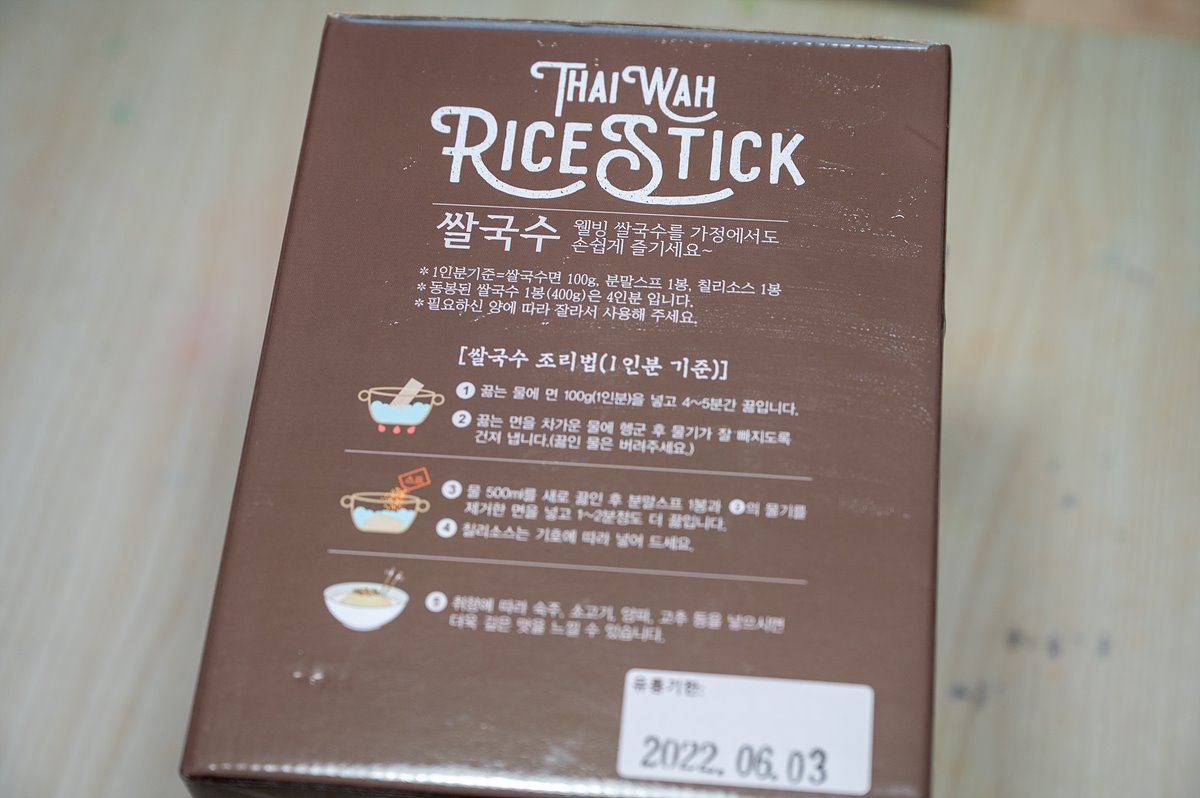 THAI WAH
RICE STICK
쌀국수 웰빙 쌀국수를 가정에서도
손쉽게 즐기세요~
*1인분기준=쌀국수면 100g, 분말스프 1봉, 칠리소스 1봉
*동봉된 쌀국수 1봉(400g)은 4인분 입니다.
*필요하신 양에 따라 잘라서 사용해 주세요.
[쌀국수 조리법(1인분 기준)]
1 끓는 물에 면 100g(1인분)을 넣고 4~5분간 끓입니다.
2 끓는 면을 차가운 물에 헹군 후 물기가 잘 빠지도록
건져 냅니다.(끓인 물은 버려주세요.)
3 물 500ml를 새로 끓인 후 분말스프 1봉과 2의 물기를
제거한 면을 넣고 1~2분정도 더 끓입니다.
4 칠리소스는 기호에 따라 넣어 드세요.
5 취향에 따라 숙주, 소고기, 양파, 고추 등을 넣으시면
더욱 깊은 맛을 느낄 수 있습니다.
유통기한:
2022.06.03